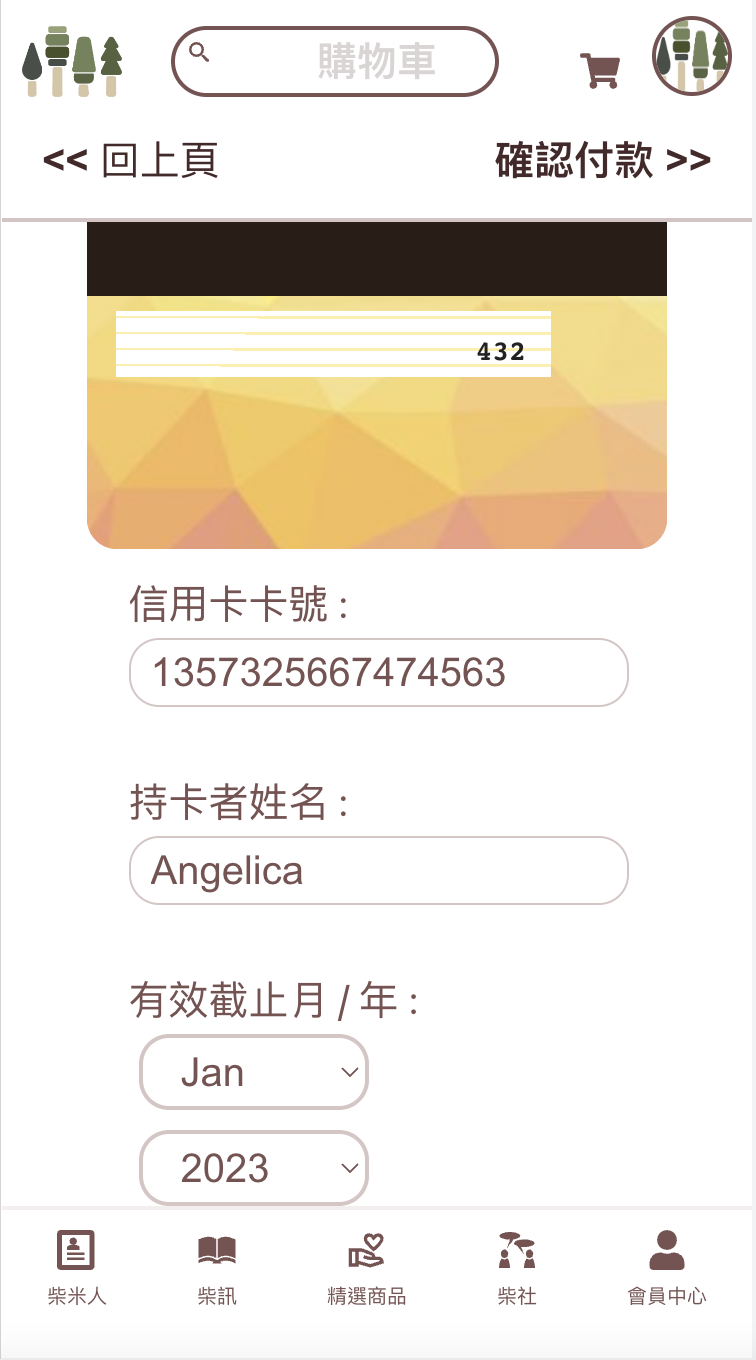 購物車
<< 回上頁
確認付款 >>
432
信用卡卡號 :
1357325667474563
持卡者姓名 :
Angelica
有效截止月 / 年 :
Jan
2023
柴米人
柴訊
精選商品
柴社
會員中心